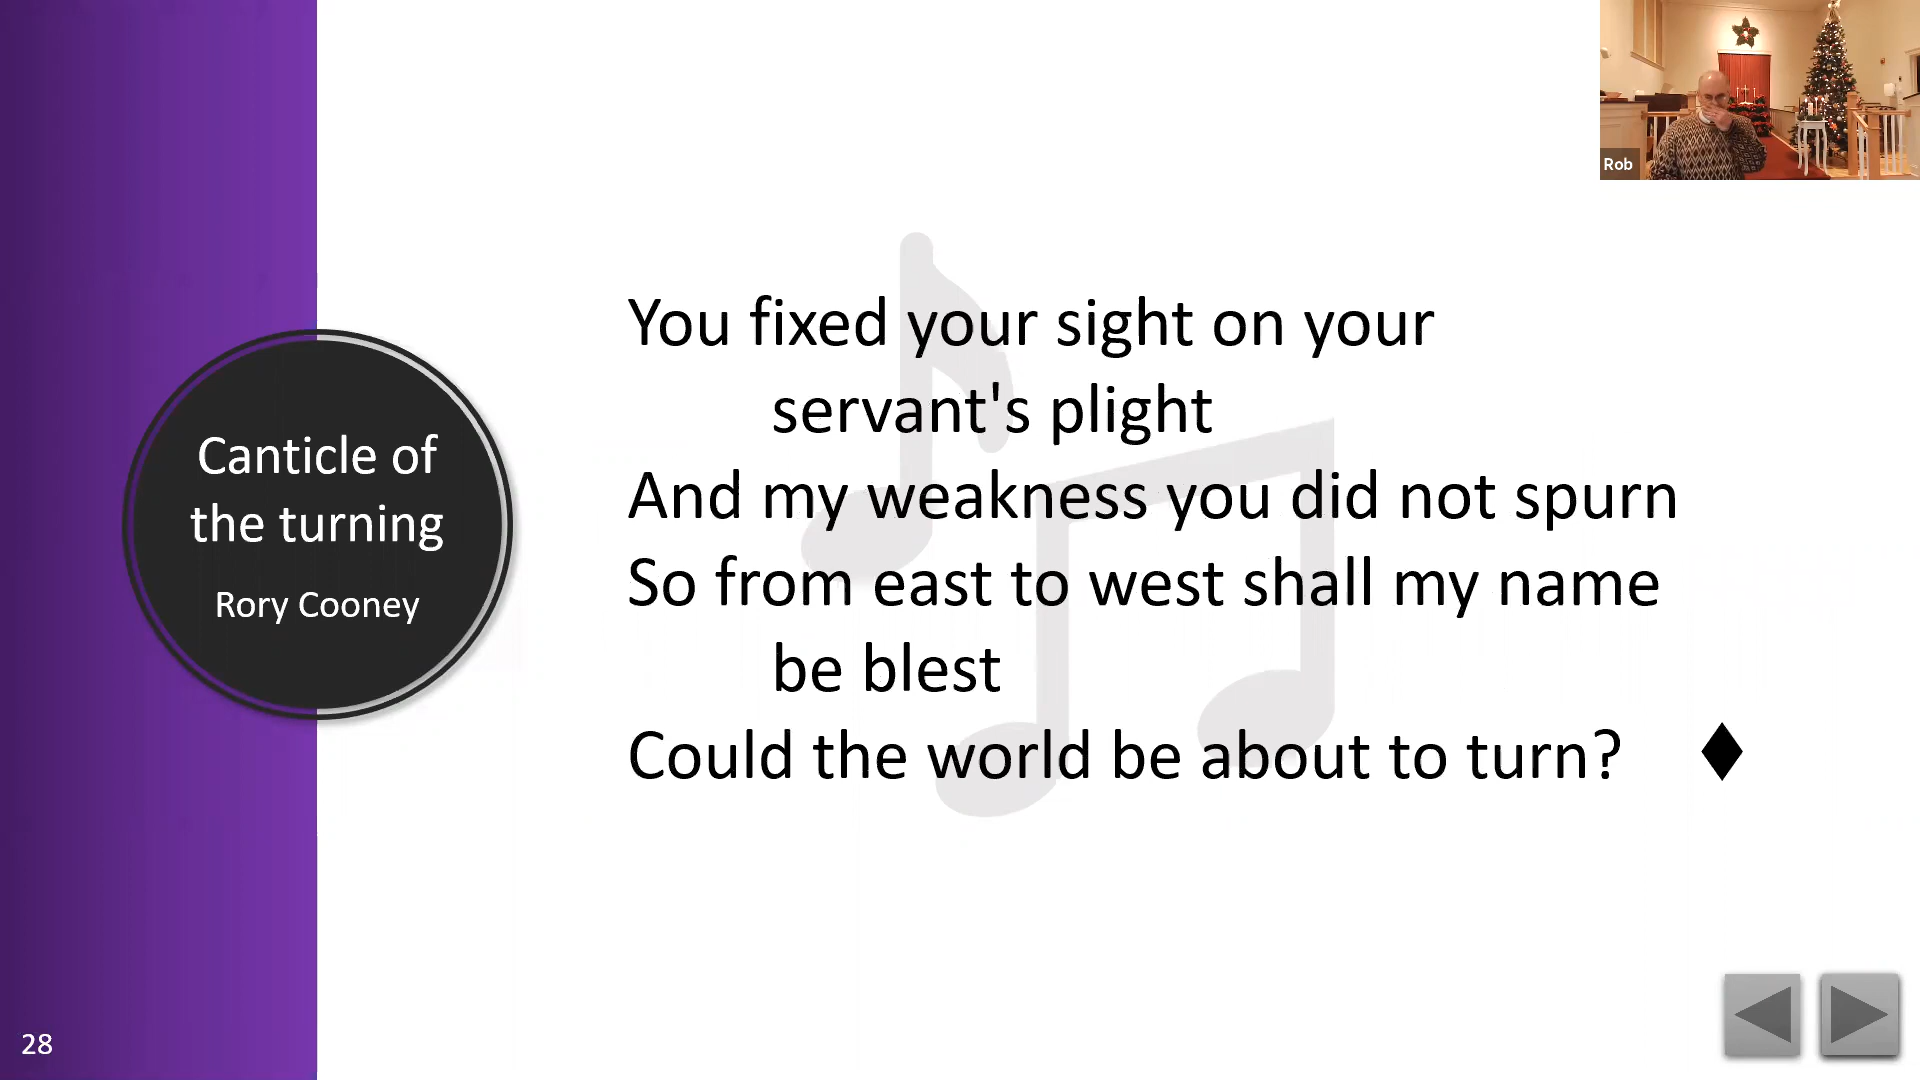 Rob
Canticle of
the turning
Rory Cooney
You fixed your sight on your
servant's plight
And my weakness you did not spurn
So from east to west shall my name
be blest
Could the world be about to turn?
28